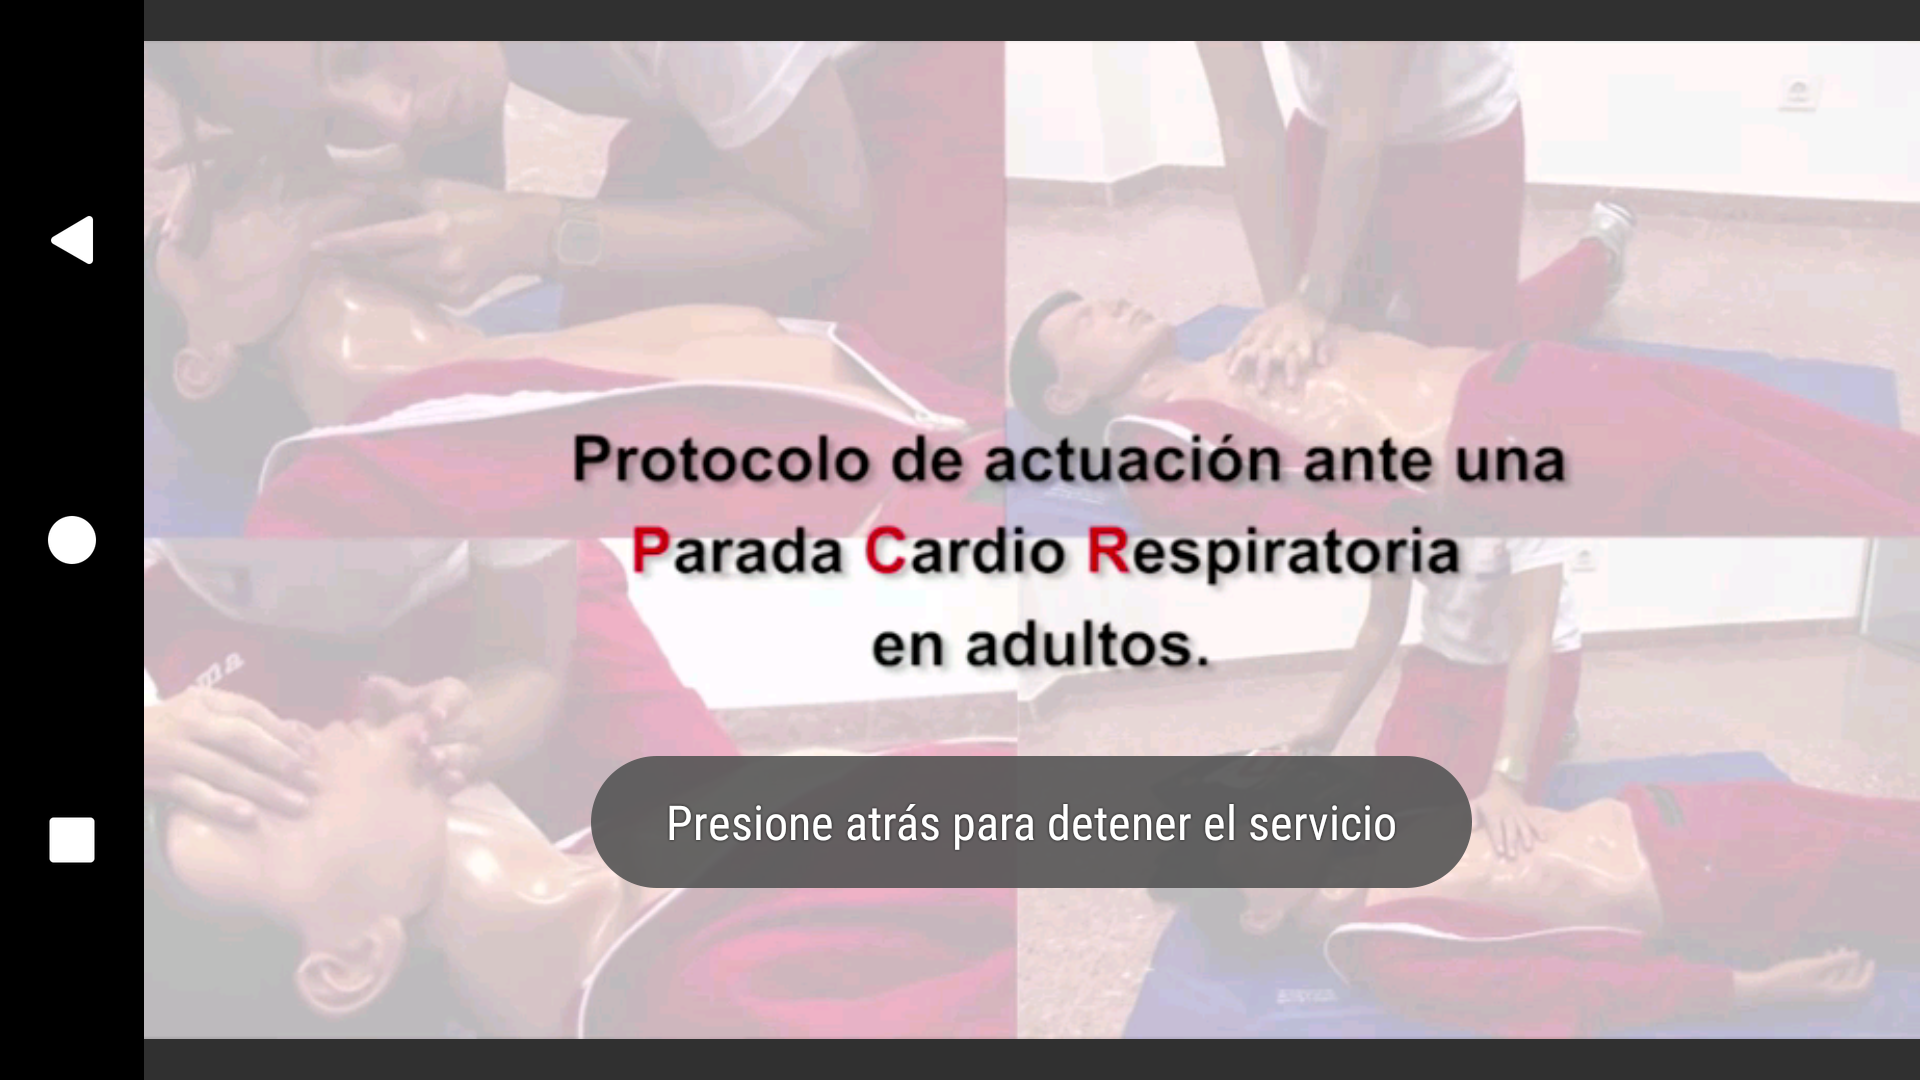 Protocolo de actuación ante una
Parada Cardio Respiratoria
en adultos.
Presione atrás para detener el servicio